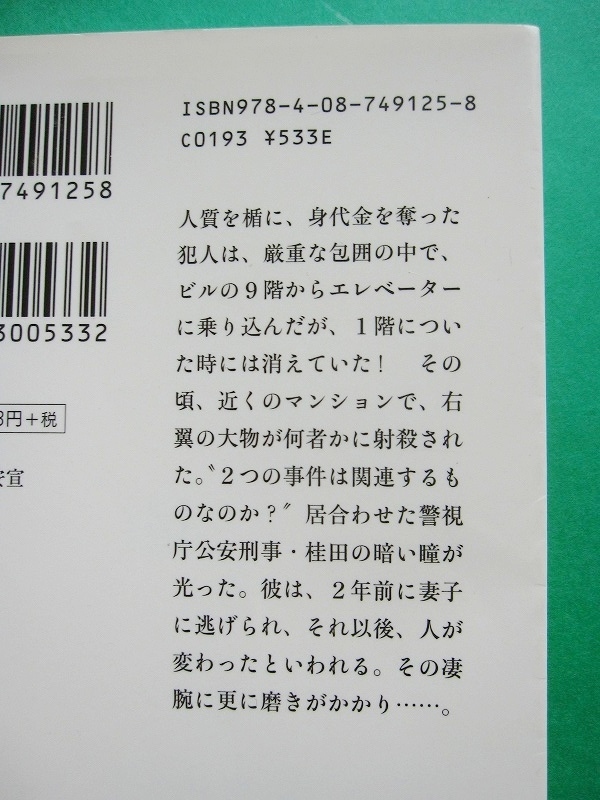 ISBN978-4-08-749125-8
C0193 ¥533E
7491258
3005332
3円+税
安宣
人質を楯に、身代金を奪った
犯人は、厳重な包囲の中で、
ビルの9階からエレベーター
に乗り込んだが、1階につい
た時には消えていた! その
頃、近くのマンションで、右
翼の大物が何者かに射殺され
た。〝2つの事件は関連するも
のなのか?〟居合わせた警視
庁公安刑事・桂田の暗い瞳が
光った。彼は、2年前に妻子
に逃げられ、それ以後、人が
変わったといわれる。その凄
腕に更に磨きがかかり……。